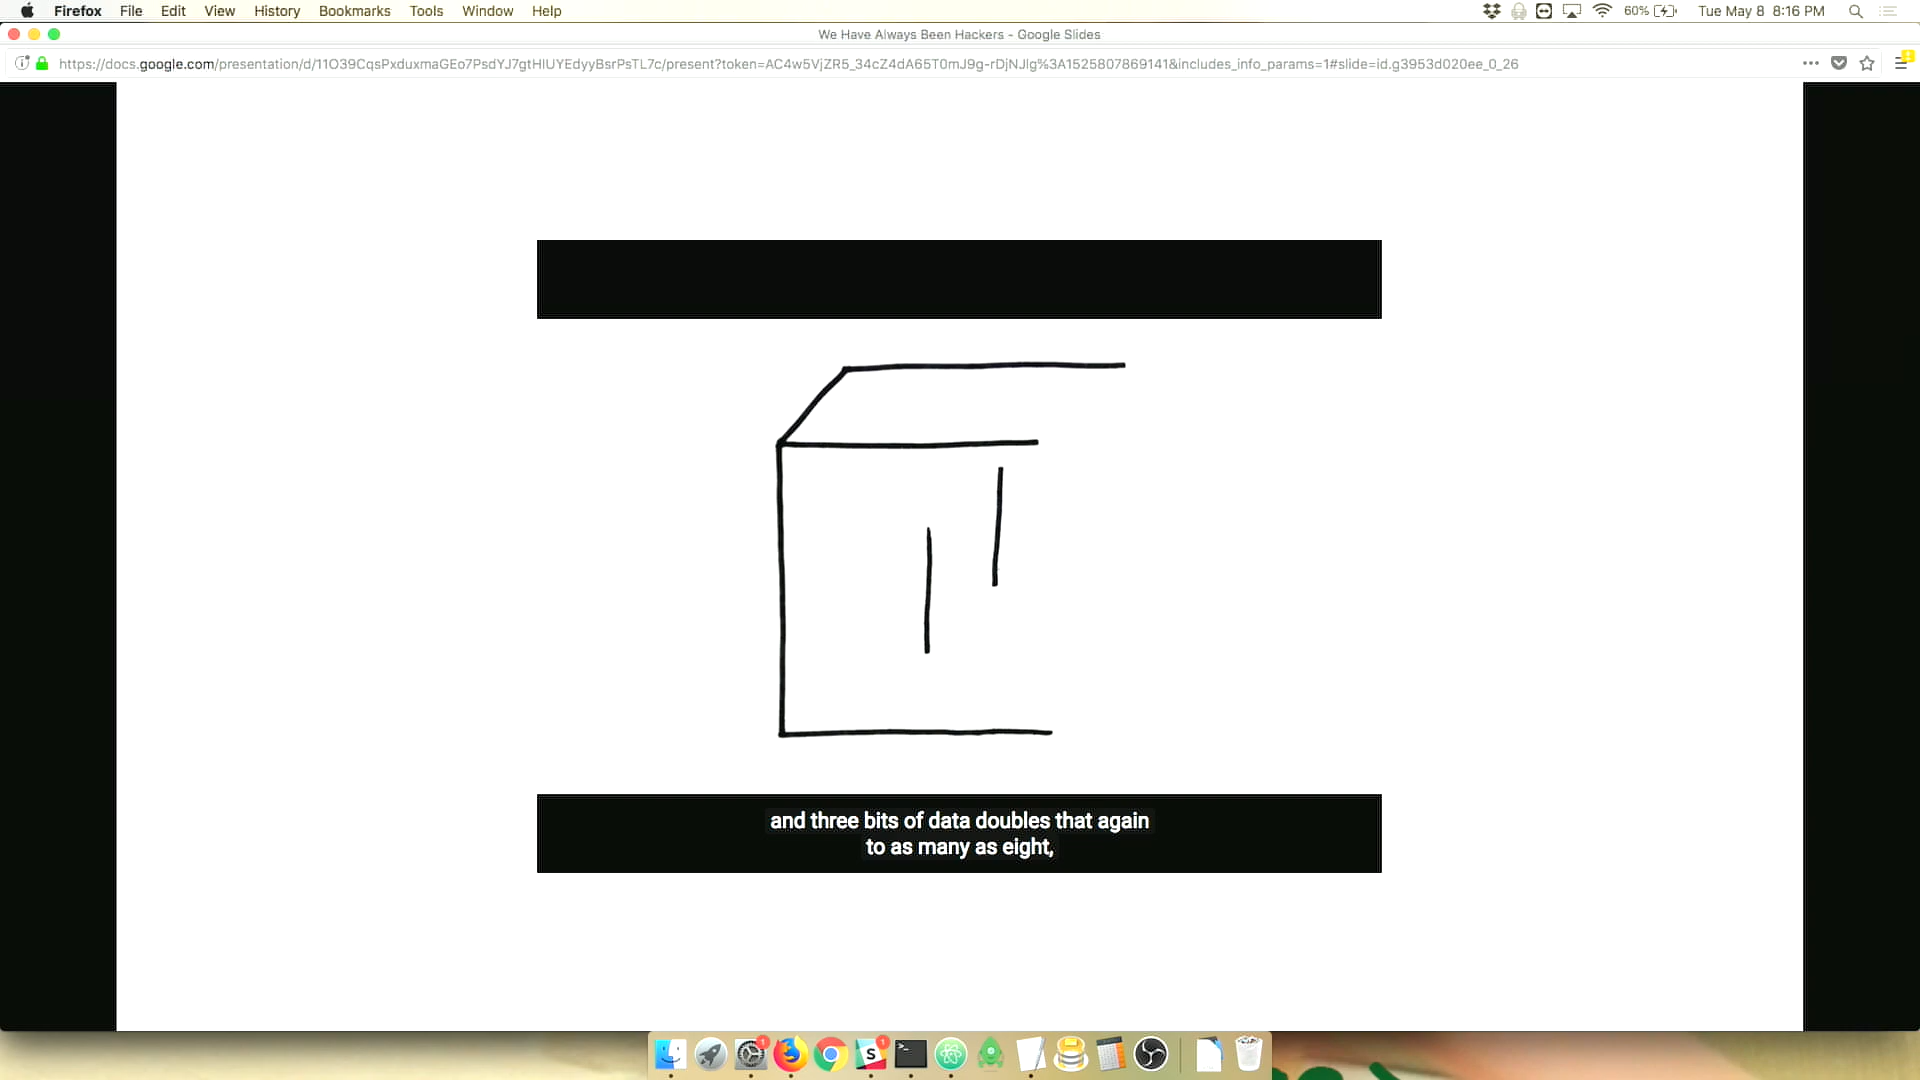 Firefox File Edit View History Bookmarks Tools Window Help 60% Tue May 8 8:16 PM
We Have Always Been Hackers - Google Slides
https://docs.google.com/presentation/d/11O39CqsPxduxmaGEo7PsdYJ7gtHIUYEdyyBsrPsTL7c/present?token=AC4w5VjZR5_34cZ4dA65T0mJ9g-rDjNJlg%3A1525807869141&includes_info_params=1#slide=id.g3953d020ee_0_26
and three bits of data doubles that again
to as many as eight,